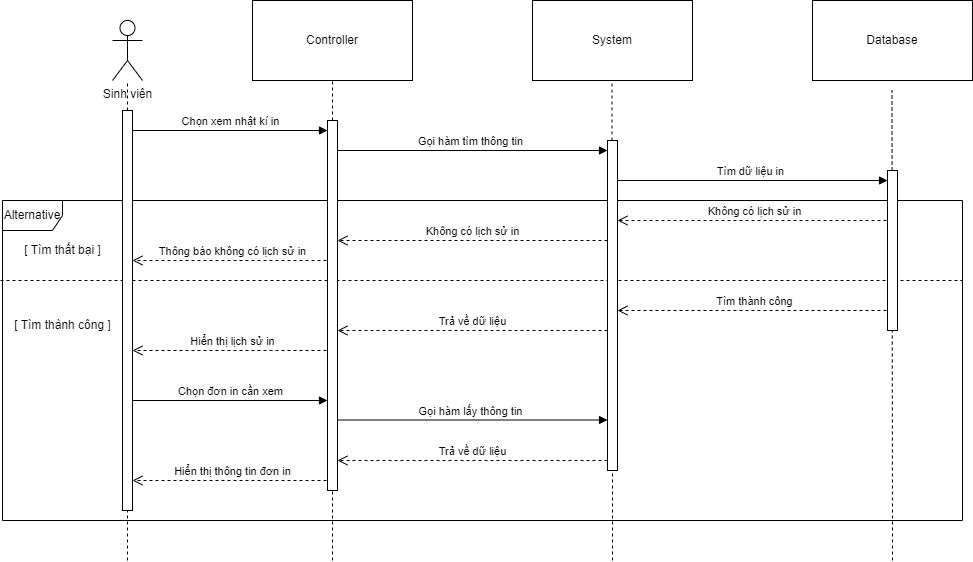 Controller
System
Database
Sinh viên
Chọn xem nhật kí in
Gọi hàm tìm thông tin
Tìm dữ liệu in
Alternative
Không có lịch sử in
Không có lịch sử in
[ Tìm thất bại ]
Thông báo không có lịch sử in
Tìm thành công
[ Tìm thành công ]
Trả về dữ liệu
Hiển thị lịch sử in
Chọn đơn in cần xem
Gọi hàm lấy thông tin
Trả về dữ liệu
Hiển thị thông tin đơn in